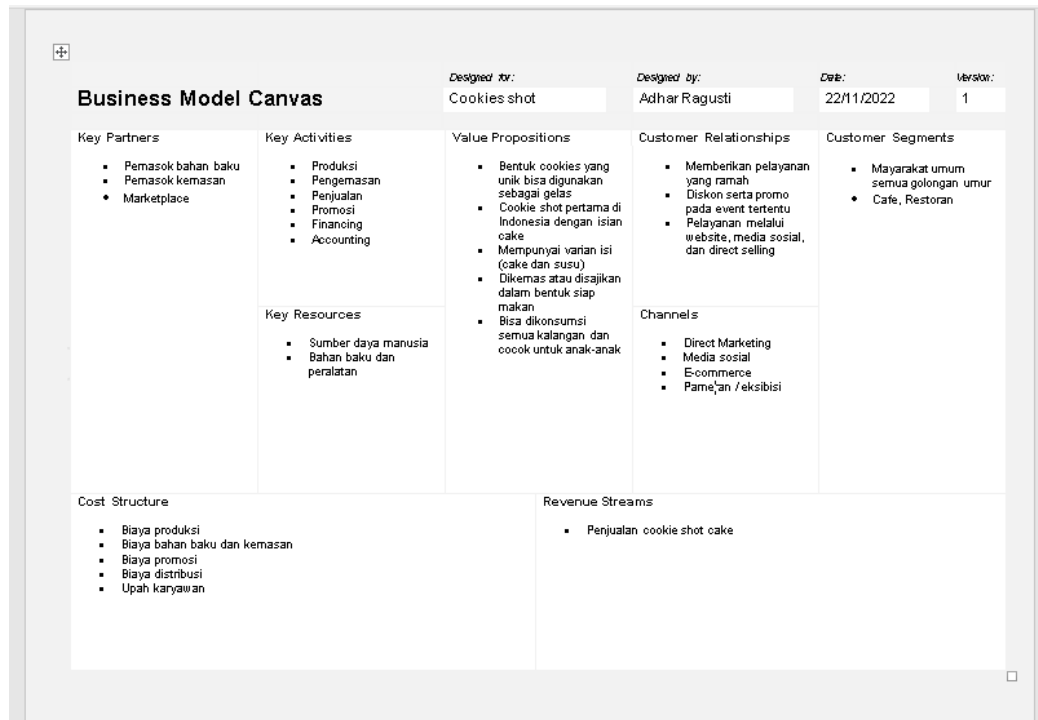 Designed for:
Designed by:
Date:
Version:
Business Model Canvas
Cookies shot
Adhar Ragusti
22/11/2022
1
Key Partners
▪ Pemasok bahan baku
▪ Pemasok kemasan
• Marketplace
Key Activities
▪ Produksi
▪ Pengemasan
▪ Penjualan
▪ Promosi
▪ Financing
▪ Accounting
Key Resources
▪ Sumber daya manusia
▪ Bahan baku dan
peralatan
Value Propositions
▪ Bentuk cookies yang
unik bisa digunakan
sebagai gelas
▪ Cookie shot pertama di
Indonesia dengan isian
cake
▪ Mempunyai varian isi
(cake dan susu)
▪ Dikemas atau disajikan
dalam bentuk siap
makan
▪ Bisa dikonsumsi
semua kalangan dan
cocok untuk anak-anak
Customer Relationships
▪ Memberikan pelayanan
yang ramah
▪ Diskon serta promo
pada event tertentu
▪ Pelayanan melalui
website, media sosial,
dan direct selling
Channels
▪ Direct Marketing
▪ Media sosial
▪ E-commerce
▪ Pameran / eksibisi
Customer Segments
▪ Mayarakat umum
semua golongan umur
• Cafe, Restoran
Cost Structure
▪ Biaya produksi
▪ Biaya bahan baku dan kemasan
▪ Biaya promosi
▪ Biaya distribusi
▪ Upah karyawan
Revenue Streams
▪ Penjualan cookie shot cake